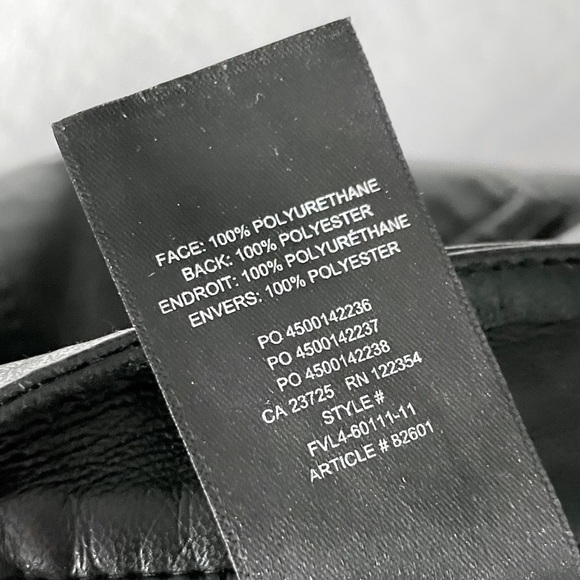 FACE: 100% POLYURETHANE
BACK: 100% POLYESTER
ENDROIT: 100% POLYURÉTHANE
ENVERS: 100% POLYESTER
PO 4500142236
PO 4500142237
PO 4500142238
CA 23725 RN 122354
STYLE #
FVL4-60111-11
ARTICLE # 82601